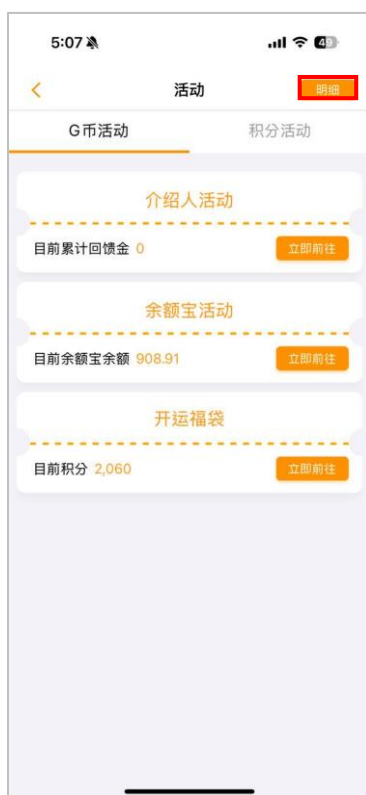 5:07 49
活动 明细
G币活动 积分活动
介绍人活动
目前累计回馈金 0 立即前往
余额宝活动
目前余额宝余额 908.91 立即前往
开运福袋
目前积分 2,060 立即前往